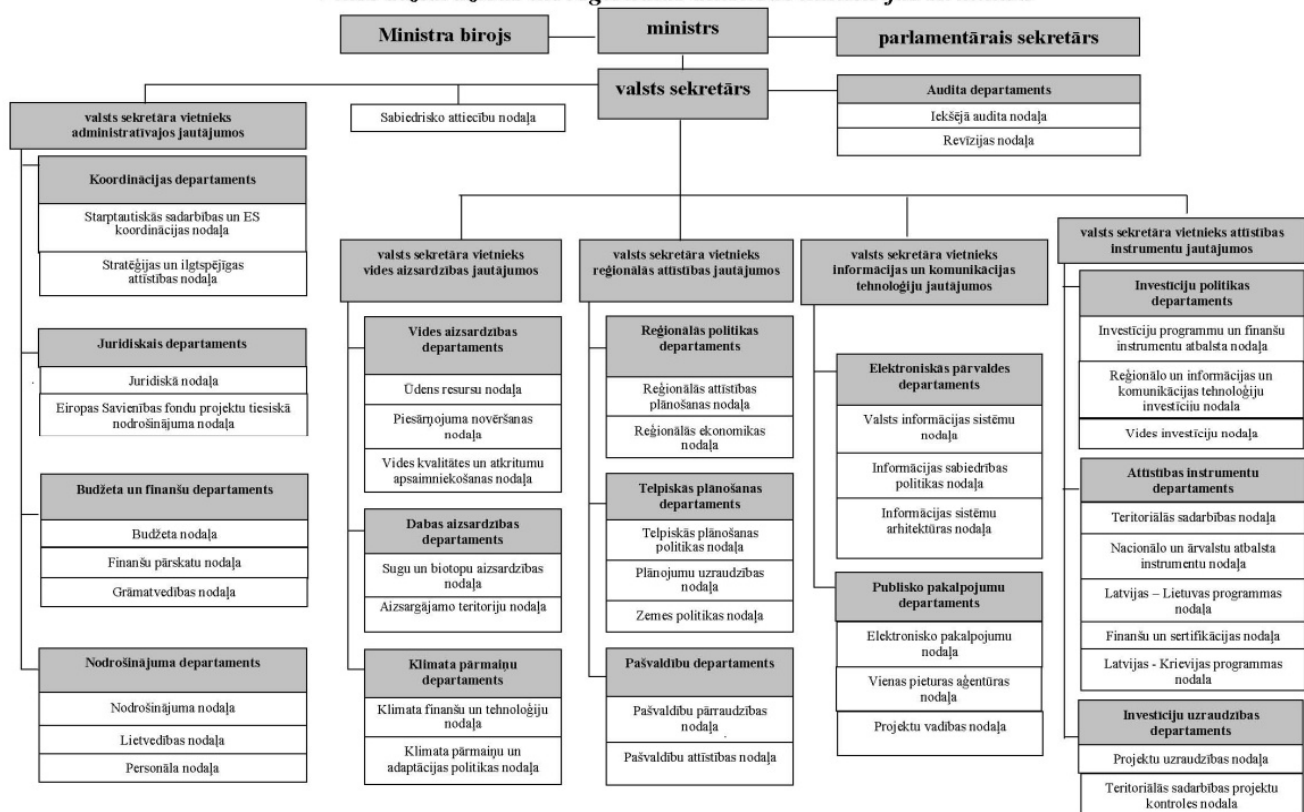 Ministra birojs
ministrs
parlamentārais sekretārs
valsts sekretārs
Sabiedrisko attiecību nodaļa
Audita departaments
Iekšējā audita nodaļa
Revīzijas nodaļa
valsts sekretāra vietnieks
administratīvajos jautājumos
Koordinācijas departaments
Starptautiskās sadarbības un ES
koordinācijas nodaļa
Stratēģijas un ilgtspējīgas
attīstības nodaļa
Juridiskais departaments
Juridiskā nodaļa
Eiropas Savienības fondu projektu tiesiskā
nodrošinājuma nodaļa
Budžeta un finanšu departaments
Budžeta nodaļa
Finanšu pārskatu nodaļa
Grāmatvedības nodaļa
Nodrošinājuma departaments
Nodrošinājuma nodaļa
Lietvedības nodaļa
Personāla nodaļa
valsts sekretāra vietnieks
vides aizsardzības jautājumos
Vides aizsardzības
departaments
Ūdens resursu nodaļa
Piesārņojuma novēršanas
nodaļa
Vides kvalitātes un atkritumu
apsaimniekošanas nodaļa
Dabas aizsardzības
departaments
Sugu un biotopu aizsardzības
nodaļa
Aizsargājamo teritoriju nodaļa
Klimata pārmaiņu
departaments
Klimata finanšu un tehnoloģiju
nodaļa
Klimata pārmaiņu un
adaptācijas politikas nodaļa
valsts sekretāra vietnieks
reģionālās attīstības jautājumos
Reģionālās politikas
departaments
Reģionālās attīstības
plānošanas nodaļa
Reģionālās ekonomikas
nodaļa
Telpiskās plānošanas
departaments
Telpiskās plānošanas
politikas nodaļa
Plānojumu uzraudzības nodaļa
Zemes politikas nodaļa
Pašvaldību departaments
Pašvaldību pārraudzības
nodaļa
Pašvaldību attīstības nodaļa
valsts sekretāra vietnieks
informācijas un komunikācijas
tehnoloģiju jautājumos
Elektroniskās pārvaldes
departaments
Valsts informācijas sistēmu
nodaļa
Informācijas sabiedrības
politikas nodaļa
Informācijas sistēmu
arhitektūras nodaļa
Publisko pakalpojumu
departaments
Elektronisko pakalpojumu
nodaļa
Vienas pieturas aģentūras
nodaļa
Projektu vadības nodaļa
valsts sekretāra vietnieks attīstības
instrumentu jautājumos
Investīciju politikas
departaments
Investīciju programmu un finanšu
instrumentu atbalsta nodaļa
Reģionālo un informācijas un
komunikācijas tehnoloģiju
investīciju nodaļa
Vides investīciju nodaļa
Attīstības instrumentu
departaments
Teritoriālās sadarbības nodaļa
Nacionālo un ārvalstu atbalsta
instrumentu nodaļa
Latvijas – Lietuvas programmas
nodaļa
Finanšu un sertifikācijas nodaļa
Latvijas - Krievijas programmas
nodaļa
Investīciju uzraudzības
departaments
Projektu uzraudzības nodaļa
Teritoriālās sadarbības projektu
kontroles nodaļa